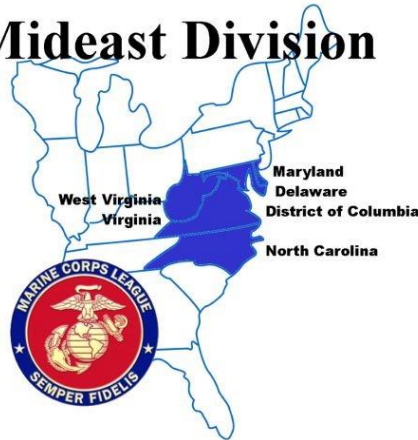 Mideast Division
Maryland
Delaware
West Virginia
District of Columbia
Virginia
North Carolina
MARINE CORPS LEAGUE
SEMPER FIDELIS